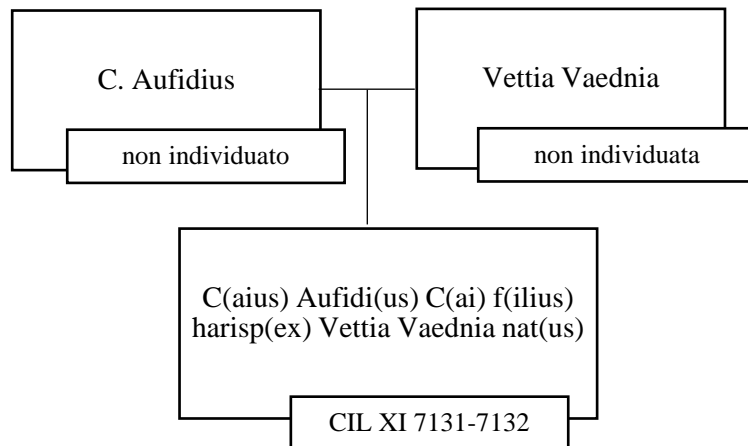 C. Aufidius
non individuato
Vettia Vaednia
non individuata
C(aius) Aufidi(us) C(ai) f(ilius)
harisp(ex) Vettia Vaednia nat(us)
CIL XI 7131-7132